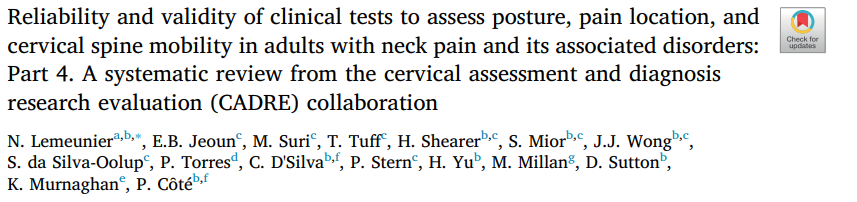 Reliability and validity of clinical tests to assess posture, pain location, and
cervical spine mobility in adults with neck pain and its associated disorders:
Part 4. A systematic review from the cervical assessment and diagnosis
research evaluation (CADRE) collaboration
Check for
updates
N. Lemeunier^a,b,*, E.B. Jeoun^c, M. Suri^c, T. Tuff^c, H. Shearer^b,c, S. Mior^b,c, J.J. Wong^b,c,
S. da Silva-Oolup^c, P. Torres^d, C. D'Silva^b,f, P. Stern^c, H. Yu^b, M. Millan^g, D. Sutton^b,
K. Murnaghan^e, P. Côté^b,f